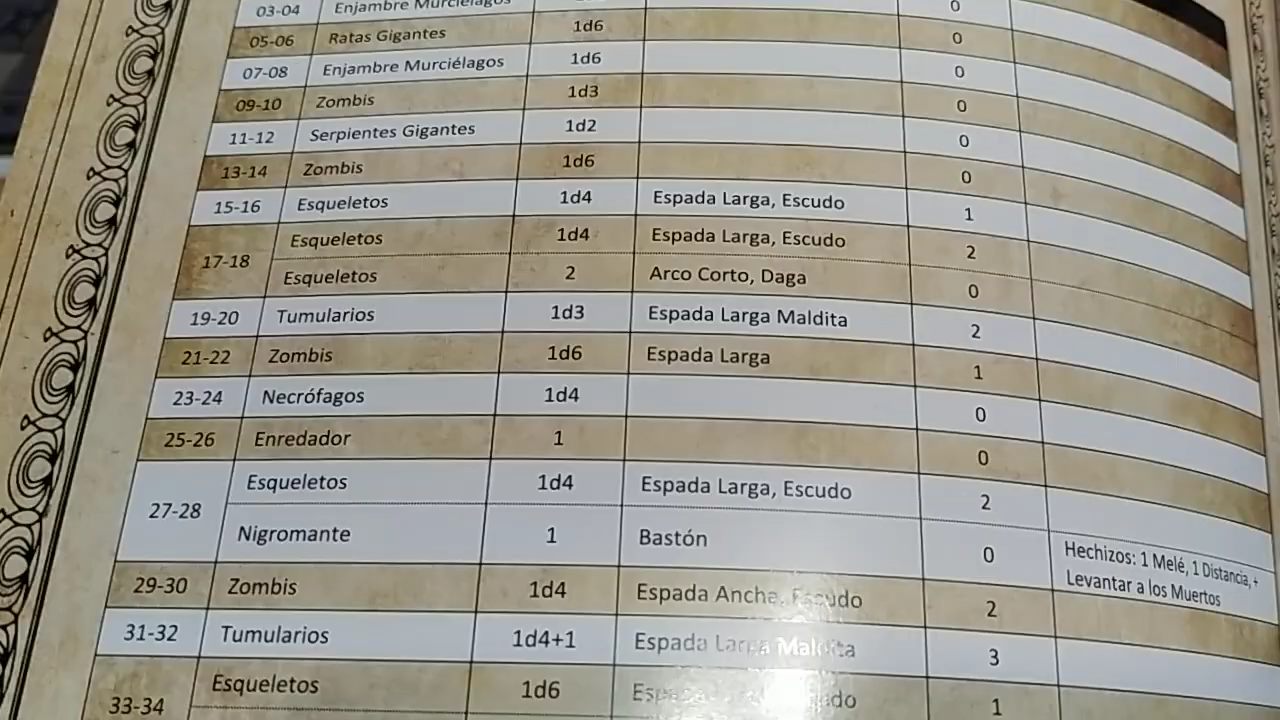 03-04 Enjambre Murciélagos 0
05-06 Ratas Gigantes 1d6 0
07-08 Enjambre Murciélagos 1d6 0
09-10 Zombis 1d3 0
11-12 Serpientes Gigantes 1d2 0
13-14 Zombis 1d6 0
15-16 Esqueletos 1d4 Espada Larga, Escudo 1
17-18 Esqueletos 1d4 Espada Larga, Escudo 2
Esqueletos 2 Arco Corto, Daga 0
19-20 Tumularios 1d3 Espada Larga Maldita 2
21-22 Zombis 1d6 Espada Larga 1
23-24 Necrófagos 1d4 0
25-26 Enredador 1 0
27-28 Esqueletos 1d4 Espada Larga, Escudo 2
Nigromante 1 Bastón 0 Hechizos: 1 Melé, 1 Distancia, +
Levantar a los Muertos
29-30 Zombis 1d4 Espada Ancha, Escudo 2
31-32 Tumularios 1d4+1 Espada Larga Maldita 3
33-34 Esqueletos 1d6 1